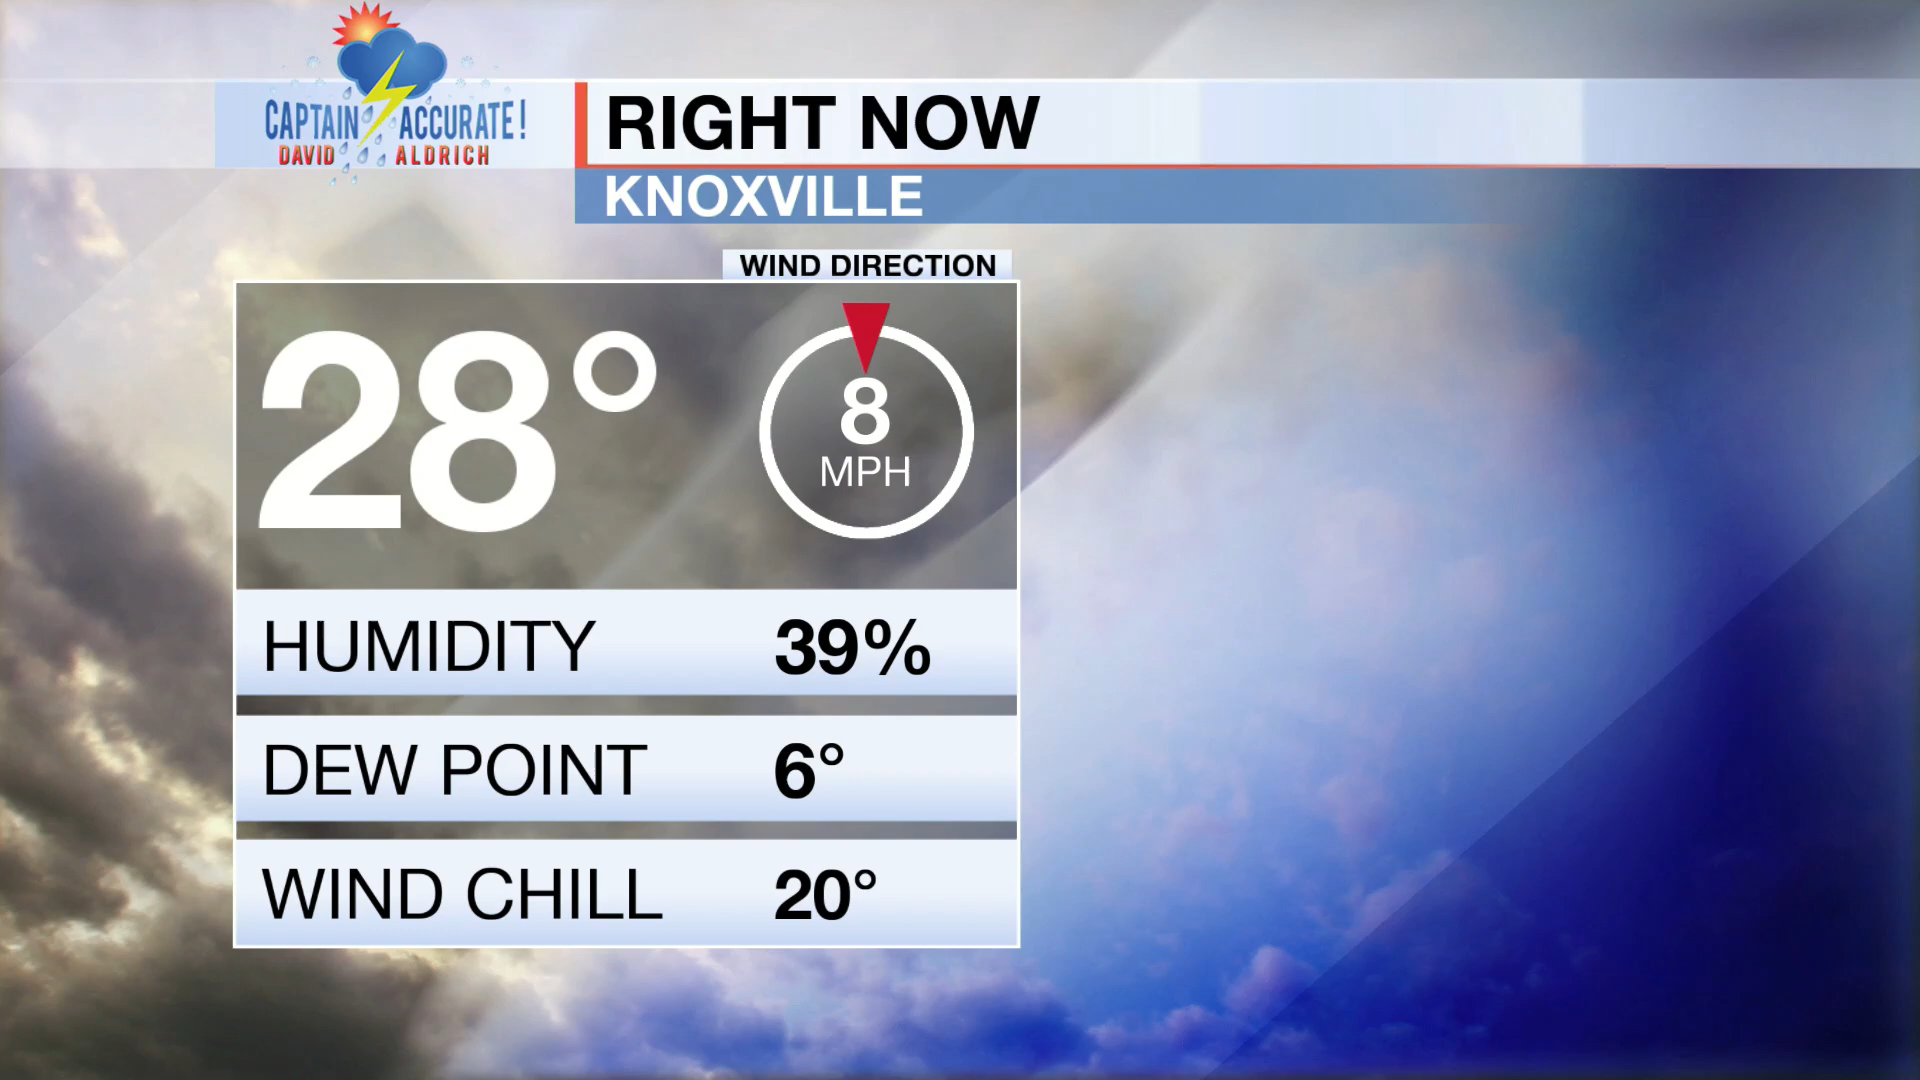 CAPTAIN ACCURATE!
DAVID ALDRICH
RIGHT NOW
KNOXVILLE
WIND DIRECTION
28°
8
MPH
HUMIDITY 39%
DEW POINT 6°
WIND CHILL 20°